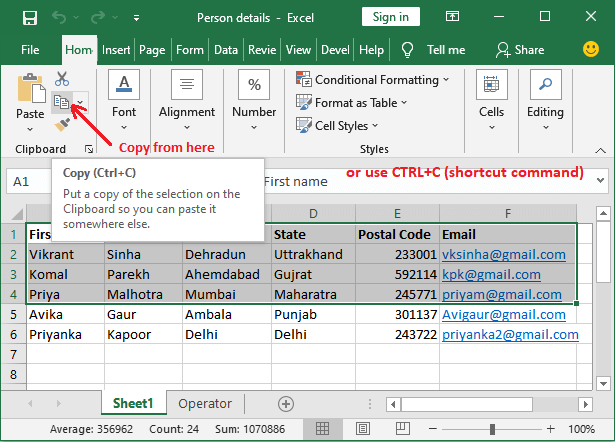 Person details - Excel
Sign in
File Hom Insert Page Form Data Revie View Devel Help Tell me Share
Paste
Clipboard
Font
Alignment
Number
%
Conditional Formatting
Format as Table
Cell Styles
Styles
Cells
Editing
Copy from here
or use CTRL+C (shortcut command)
Copy (Ctrl+C)
Put a copy of the selection on the
Clipboard so you can paste it
somewhere else.
A1 First name
D E F
1 First State Postal Code Email
2 Vikrant Sinha Dehradun Uttrakhand 233001 vksinha@gmail.com
3 Komal Parekh Ahemdabad Gujrat 592114 kpk@gmail.com
4 Priya Malhotra Mumbai Maharatra 245771 priyam@gmail.com
5 Avika Gaur Ambala Punjab 301137 Avigaur@gmail.com
6 Priyanka Kapoor Delhi Delhi 243722 priyanka2@gmail.com
7
8
Sheet1 Operator
Average: 356962 Count: 24 Sum: 1070886 100%